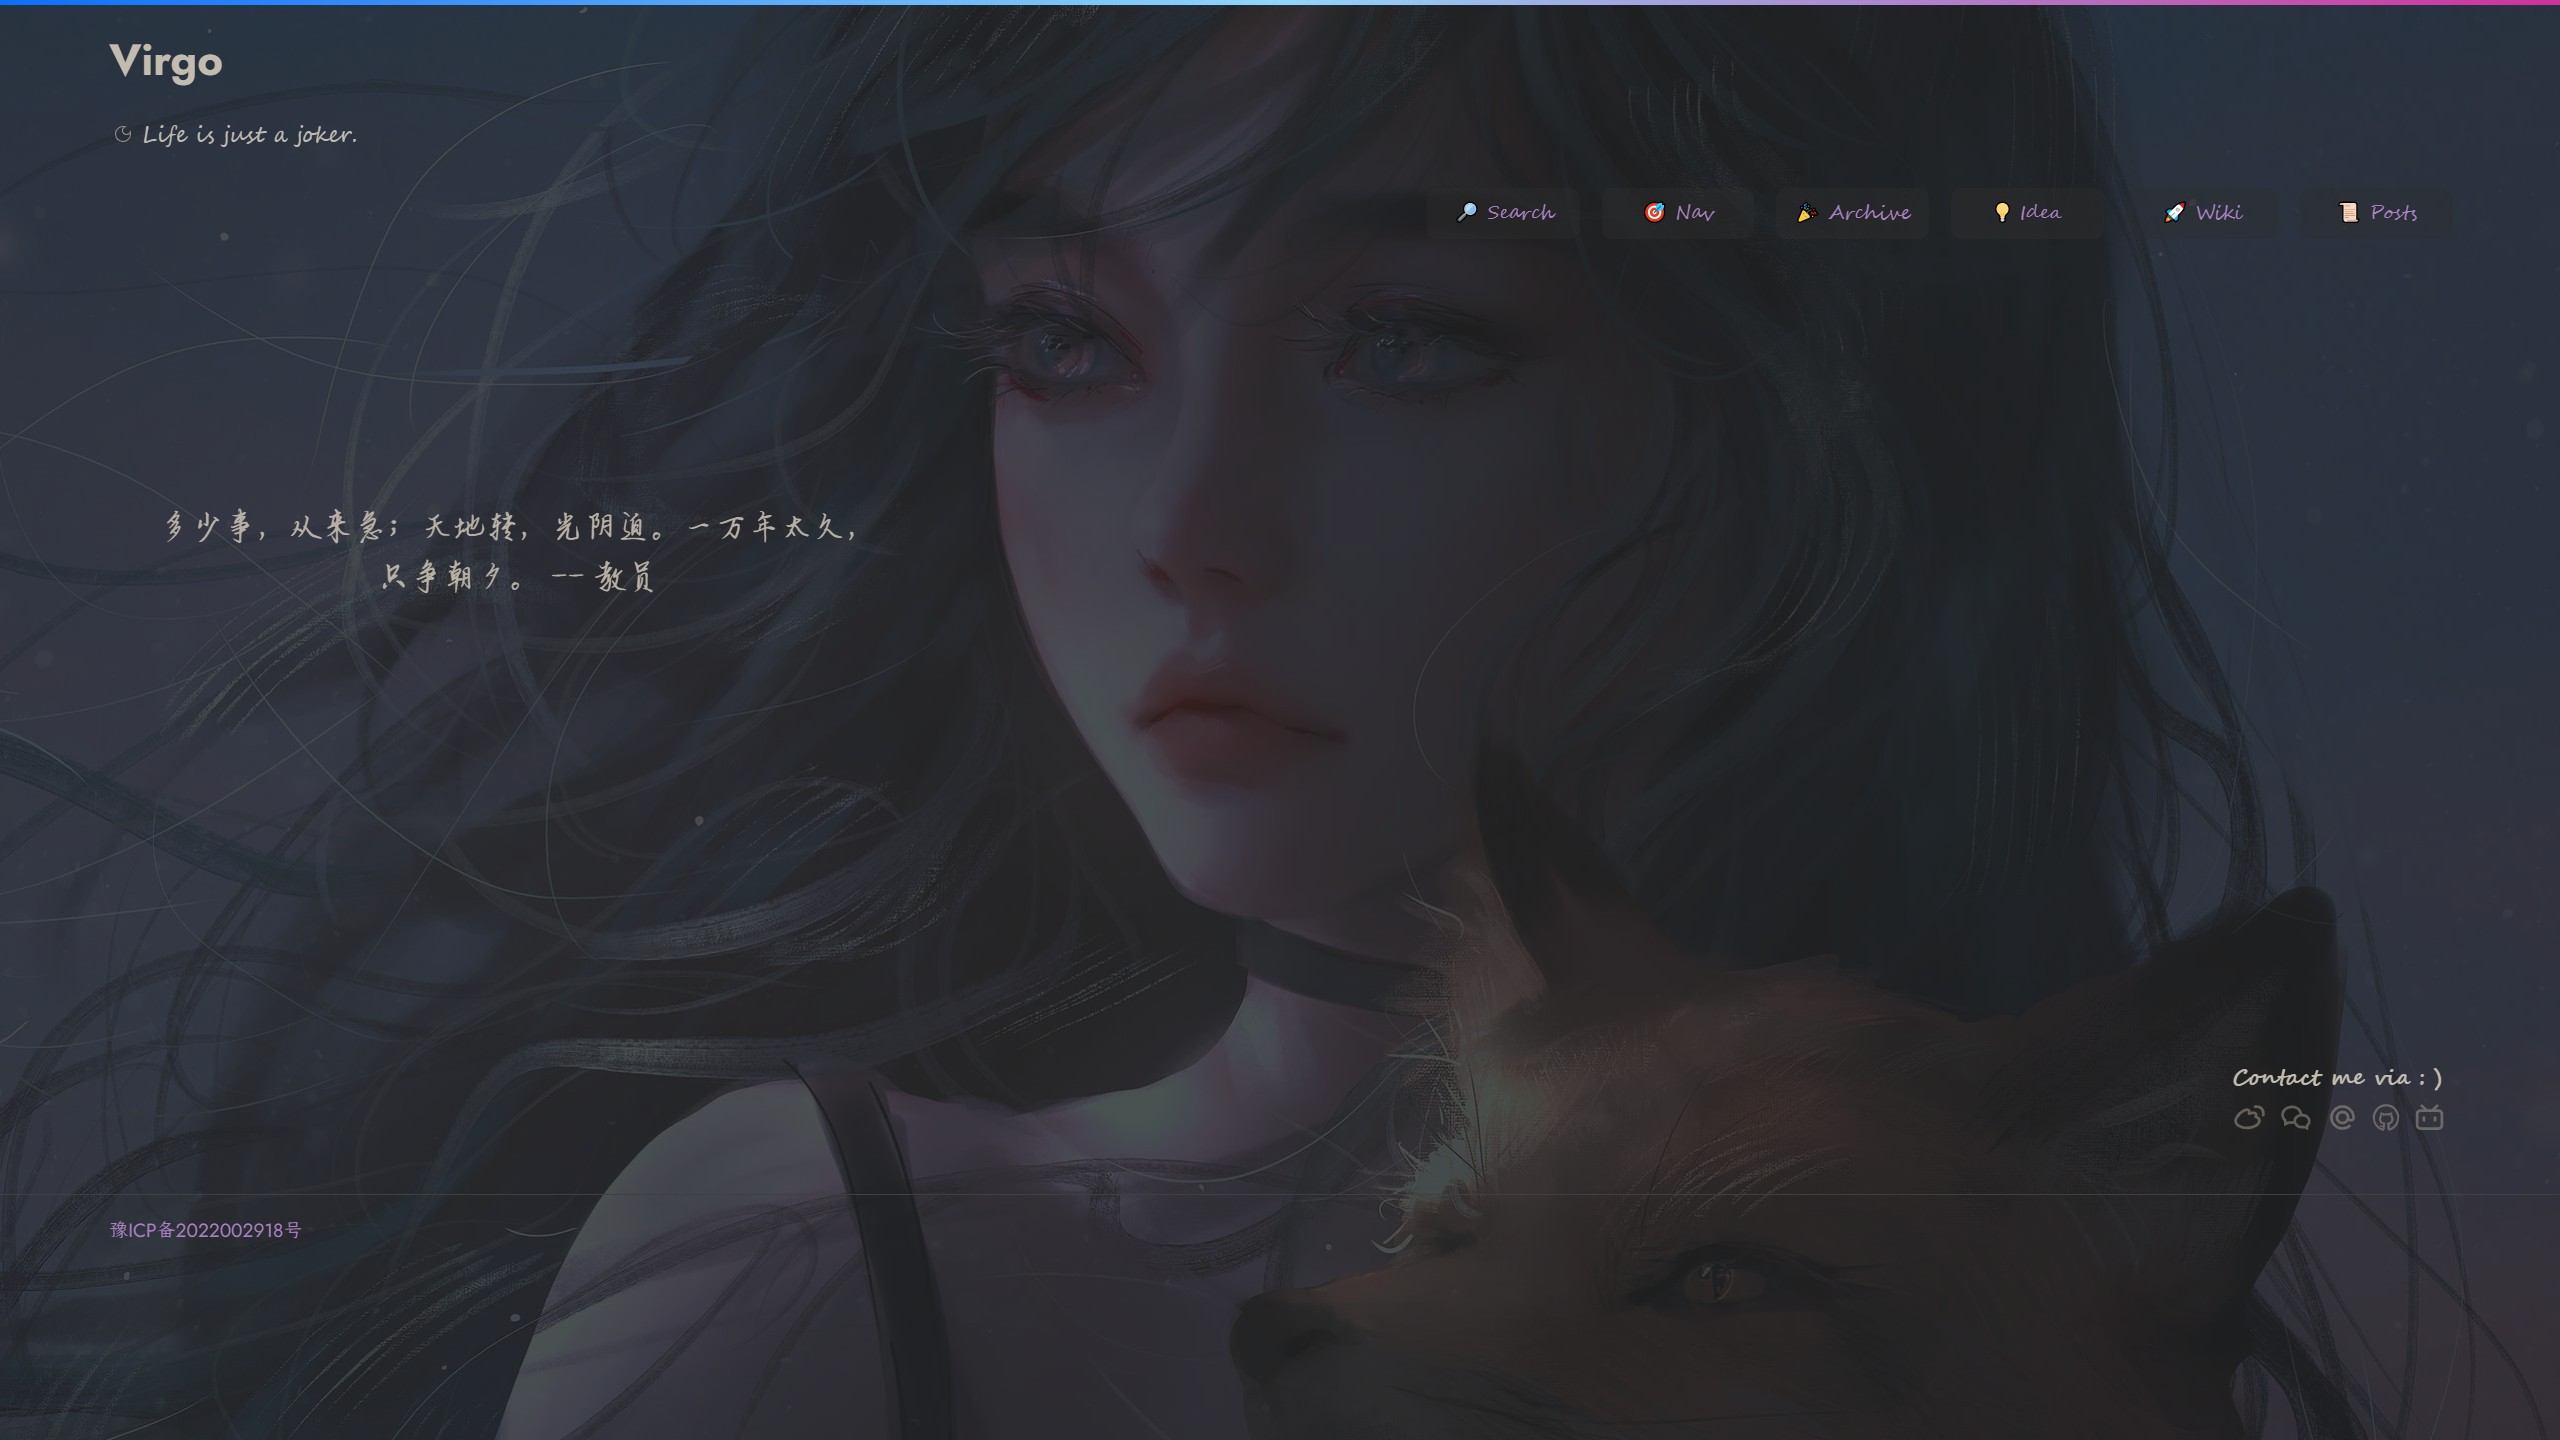 Virgo
Life is just a joker.
🔎 Search
🎯 Nav
🎉 Archive
💡 Idea
🚀 Wiki
📜 Posts
多少事，从来急；天地转，光阴迫。一万年太久，
只争朝夕。 -- 教员
Contact me via : )
豫ICP备2022002918号